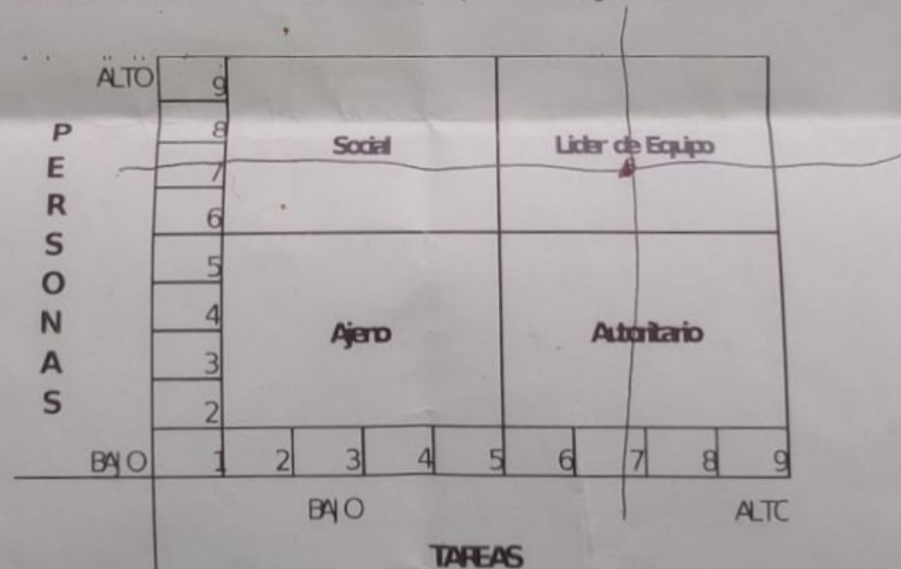 ALTO 9
8
Social Lider de Equipo
7
6
PERSONAS
5
4
Ajeno Autoritario
3
2
BAJO 1 2 3 4 5 6 7 8 9
BAJO ALTO
TAREAS